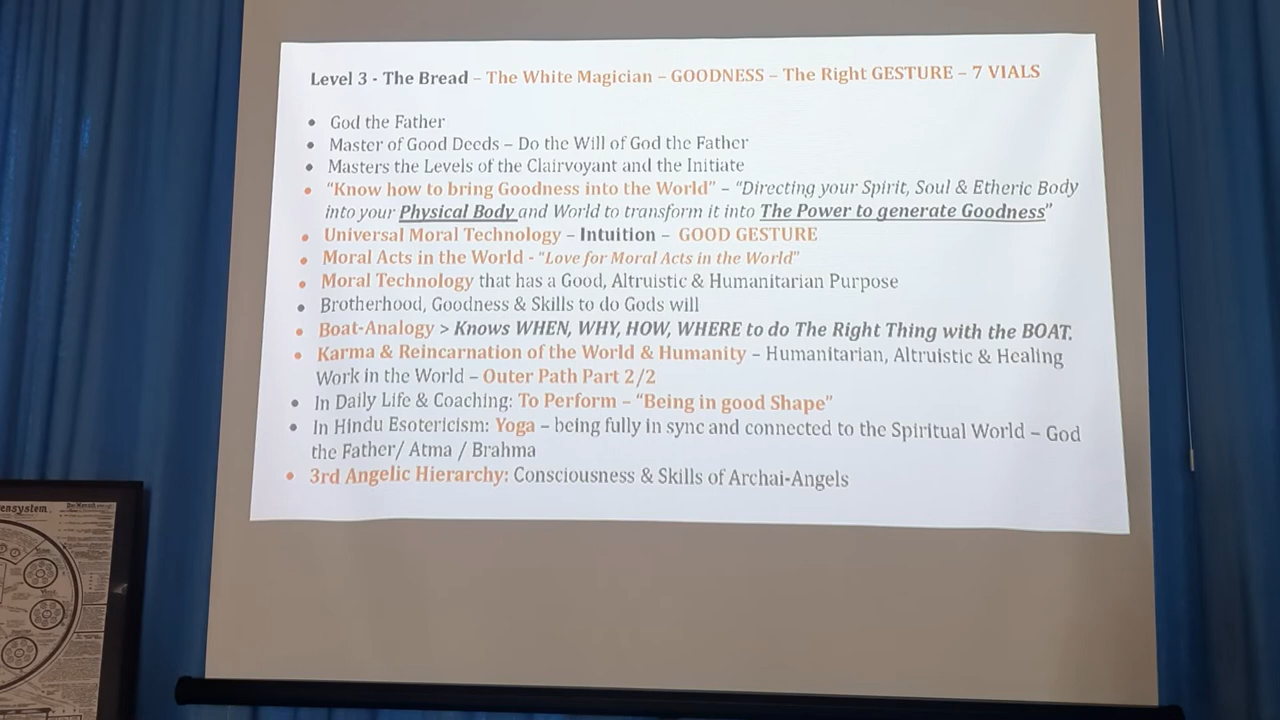 Level 3 - The Bread – The White Magician – GOODNESS – The Right GESTURE – 7 VIALS
• God the Father
• Master of Good Deeds – Do the Will of God the Father
• Masters the Levels of the Clairvoyant and the Initiate
• “Know how to bring Goodness into the World” – “Directing your Spirit, Soul & Etheric Body
into your Physical Body and World to transform it into The Power to generate Goodness”
• Universal Moral Technology – Intuition – GOOD GESTURE
• Moral Acts in the World - “Love for Moral Acts in the World”
• Moral Technology that has a Good, Altruistic & Humanitarian Purpose
• Brotherhood, Goodness & Skills to do Gods will
• Boat-Analogy > Knows WHEN, WHY, HOW, WHERE to do The Right Thing with the BOAT.
• Karma & Reincarnation of the World & Humanity – Humanitarian, Altruistic & Healing
Work in the World – Outer Path Part 2/2
• In Daily Life & Coaching: To Perform – “Being in good Shape”
• In Hindu Esotericism: Yoga – being fully in sync and connected to the Spiritual World – God
the Father/ Atma / Brahma
• 3rd Angelic Hierarchy: Consciousness & Skills of Archai-Angels